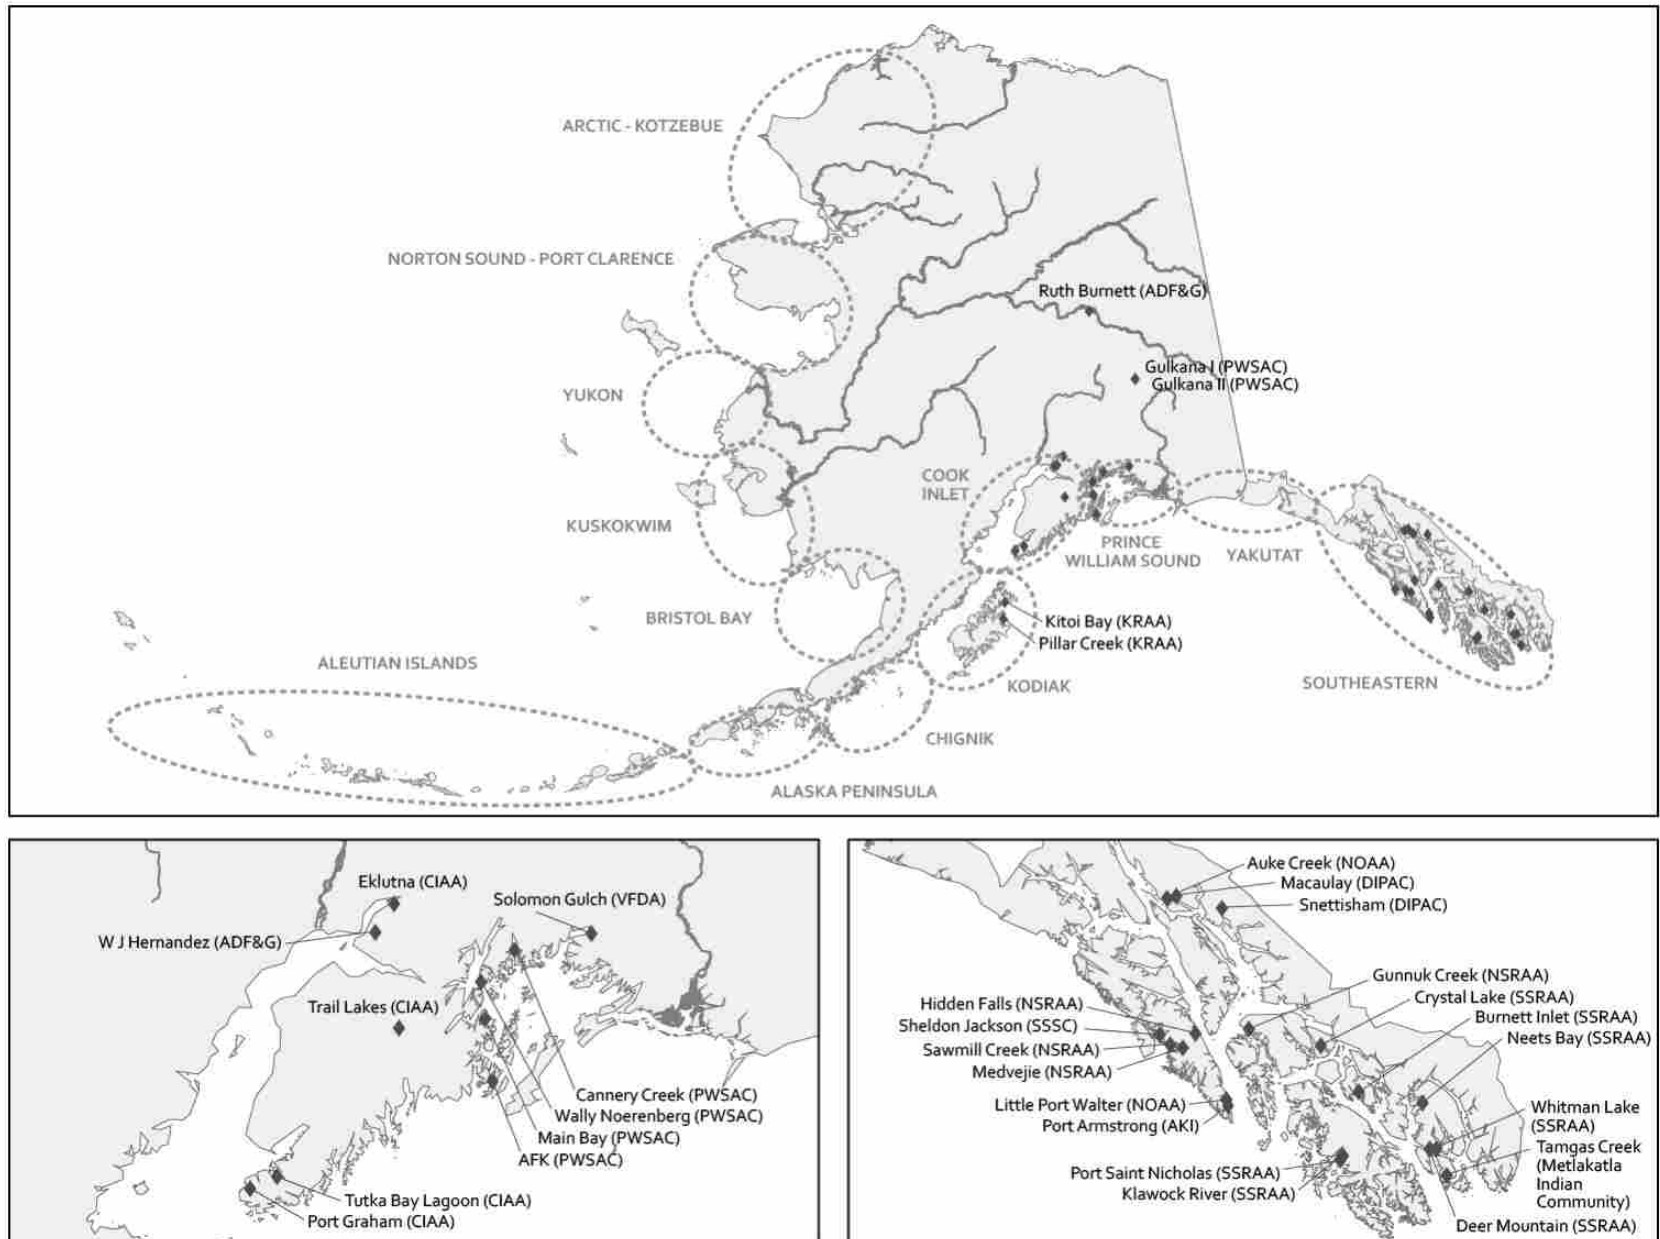 ARCTIC - KOTZEBUE
NORTON SOUND - PORT CLARENCE
Ruth Burnett (ADF&G)
Gulkana I (PWSAC)
Gulkana II (PWSAC)
YUKON
COOK
INLET
KUSKOKWIM
PRINCE
WILLIAM SOUND
YAKUTAT
BRISTOL BAY
Kitoi Bay (KRAA)
Pillar Creek (KRAA)
ALEUTIAN ISLANDS
KODIAK
SOUTHEASTERN
CHIGNIK
ALASKA PENINSULA
Eklutna (CIAA)
Solomon Gulch (VFDA)
W J Hernandez (ADF&G)
Trail Lakes (CIAA)
Cannery Creek (PWSAC)
Wally Noerenberg (PWSAC)
Main Bay (PWSAC)
AFK (PWSAC)
Tutka Bay Lagoon (CIAA)
Port Graham (CIAA)
Auke Creek (NOAA)
Macaulay (DIPAC)
Snettisham (DIPAC)
Gunnuk Creek (NSRAA)
Crystal Lake (SSRAA)
Burnett Inlet (SSRAA)
Neets Bay (SSRAA)
Hidden Falls (NSRAA)
Sheldon Jackson (SSSC)
Sawmill Creek (NSRAA)
Medvejie (NSRAA)
Little Port Walter (NOAA)
Port Armstrong (AKI)
Whitman Lake
(SSRAA)
Tamgas Creek
(Metlakatla
Indian
Community)
Port Saint Nicholas (SSRAA)
Klawock River (SSRAA)
Deer Mountain (SSRAA)